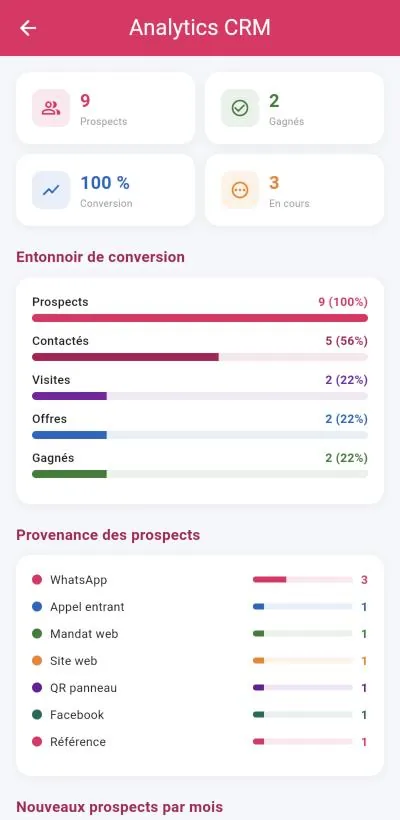 Analytics CRM
9
Prospects
2
Gagnés
100 %
Conversion
3
En cours
Entonnoir de conversion
Prospects 9 (100%)
Contactés 5 (56%)
Visites 2 (22%)
Offres 2 (22%)
Gagnés 2 (22%)
Provenance des prospects
WhatsApp 3
Appel entrant 1
Mandat web 1
Site web 1
QR panneau 1
Facebook 1
Référence 1
Nouveaux prospects par mois